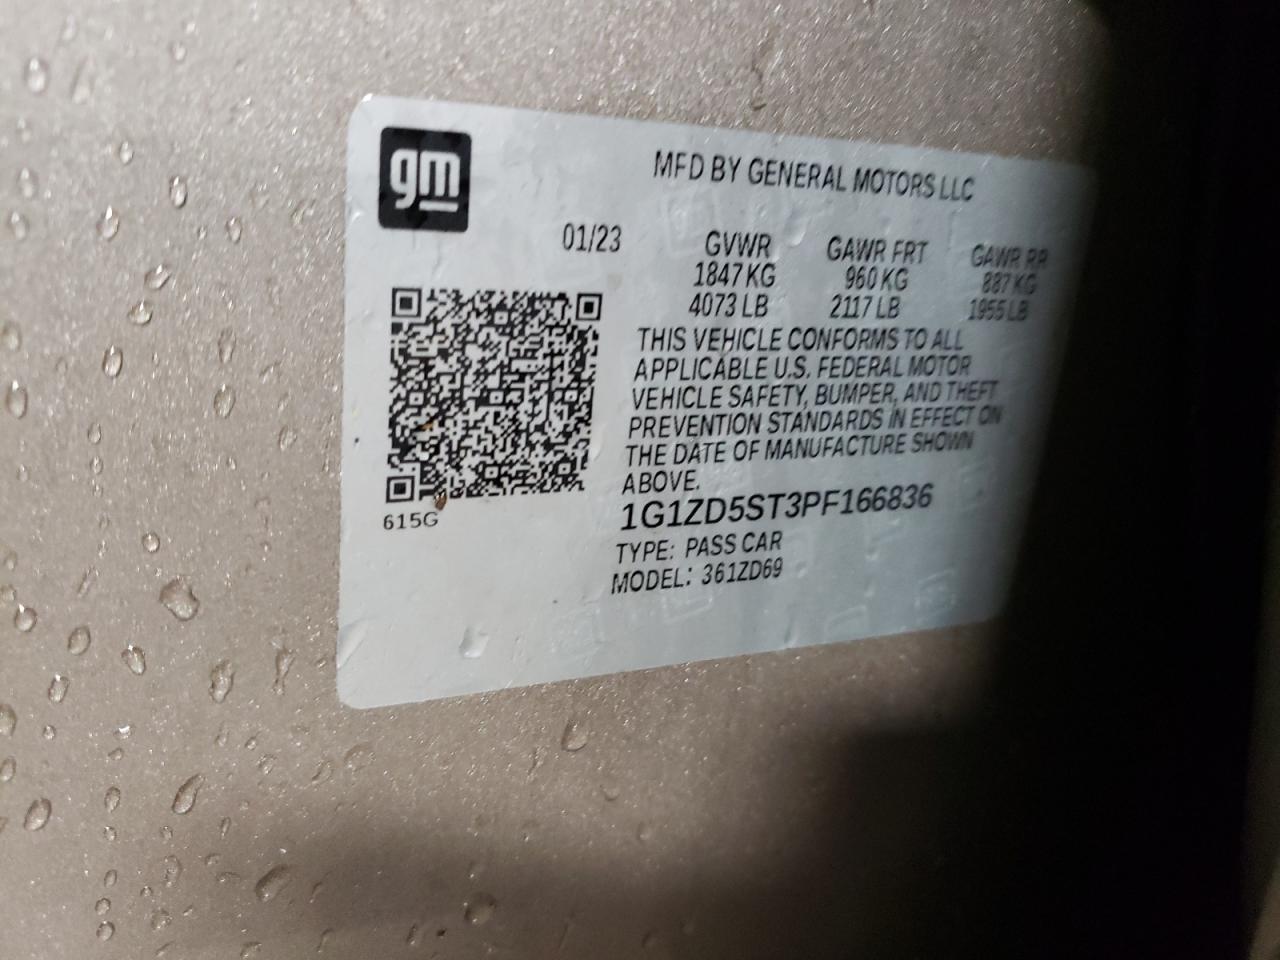 gm
MFD BY GENERAL MOTORS LLC
01/23 GVWR GAWR FRT GAWR RR
1847 KG 960 KG 887 KG
4073 LB 2117 LB 1955 LB
THIS VEHICLE CONFORMS TO ALL
APPLICABLE U.S. FEDERAL MOTOR
VEHICLE SAFETY, BUMPER, AND THEFT
PREVENTION STANDARDS IN EFFECT ON
THE DATE OF MANUFACTURE SHOWN
ABOVE.
1G1ZD5ST3PF166836
615G
TYPE: PASS CAR
MODEL: 361ZD69